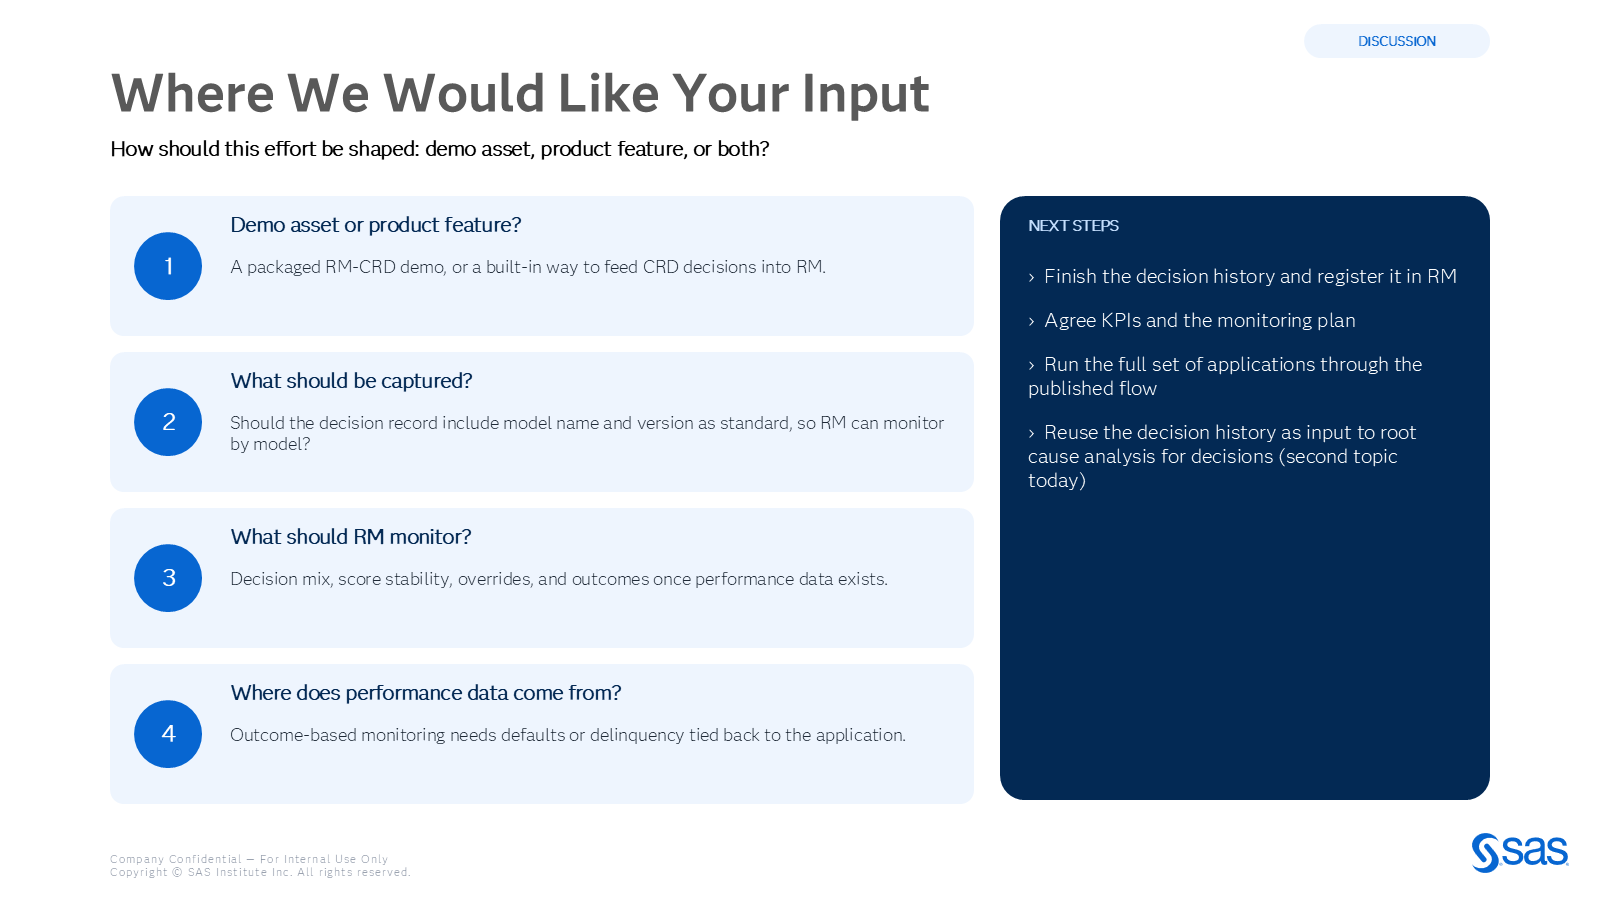 DISCUSSION
Where We Would Like Your Input
How should this effort be shaped: demo asset, product feature, or both?
1
Demo asset or product feature?
A packaged RM-CRD demo, or a built-in way to feed CRD decisions into RM.
2
What should be captured?
Should the decision record include model name and version as standard, so RM can monitor
by model?
3
What should RM monitor?
Decision mix, score stability, overrides, and outcomes once performance data exists.
4
Where does performance data come from?
Outcome-based monitoring needs defaults or delinquency tied back to the application.
NEXT STEPS
› Finish the decision history and register it in RM
› Agree KPIs and the monitoring plan
› Run the full set of applications through the
published flow
› Reuse the decision history as input to root
cause analysis for decisions (second topic
today)
Company Confidential – For Internal Use Only
Copyright © SAS Institute Inc. All rights reserved.
sas